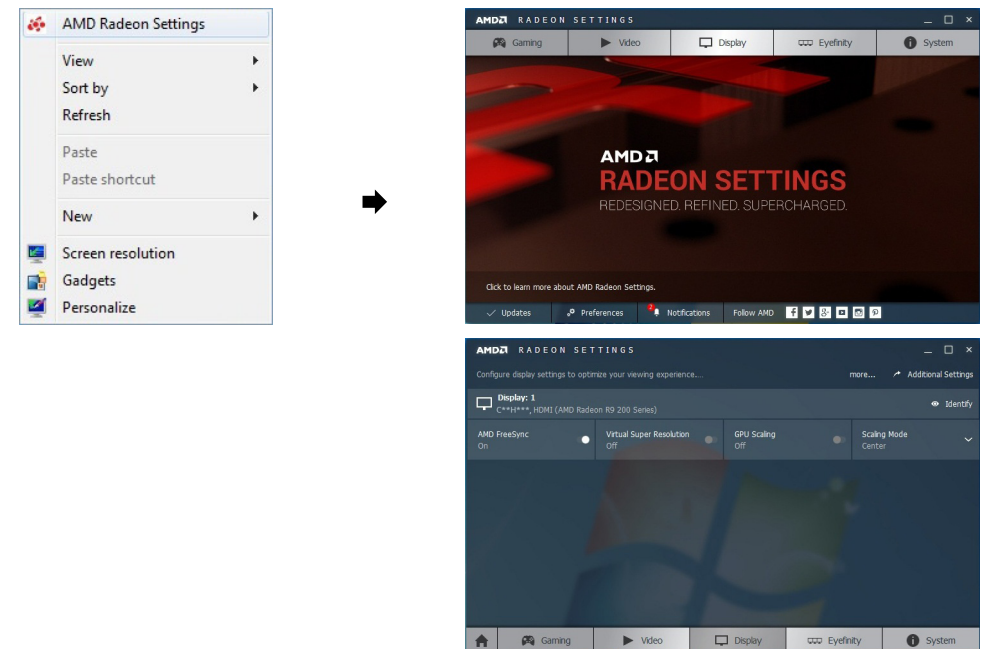 AMD Radeon Settings
View
Sort by
Refresh
Paste
Paste shortcut
New
Screen resolution
Gadgets
Personalize
AMD RADEON SETTINGS
Gaming Video Display Eyefinity System
AMD
RADEON SETTINGS
REDESIGNED. REFINED. SUPERCHARGED.
Click to learn more about AMD Radeon Settings.
Updates Preferences 2 Notifications Follow AMD
AMD RADEON SETTINGS
Configure display settings to optimize your viewing experience.... more... Additional Settings
Display: 1
C**H***, HDMI (AMD Radeon R9 200 Series) Identify
AMD FreeSync Virtual Super Resolution GPU Scaling Scaling Mode
On Off Off Center
Gaming Video Display Eyefinity System